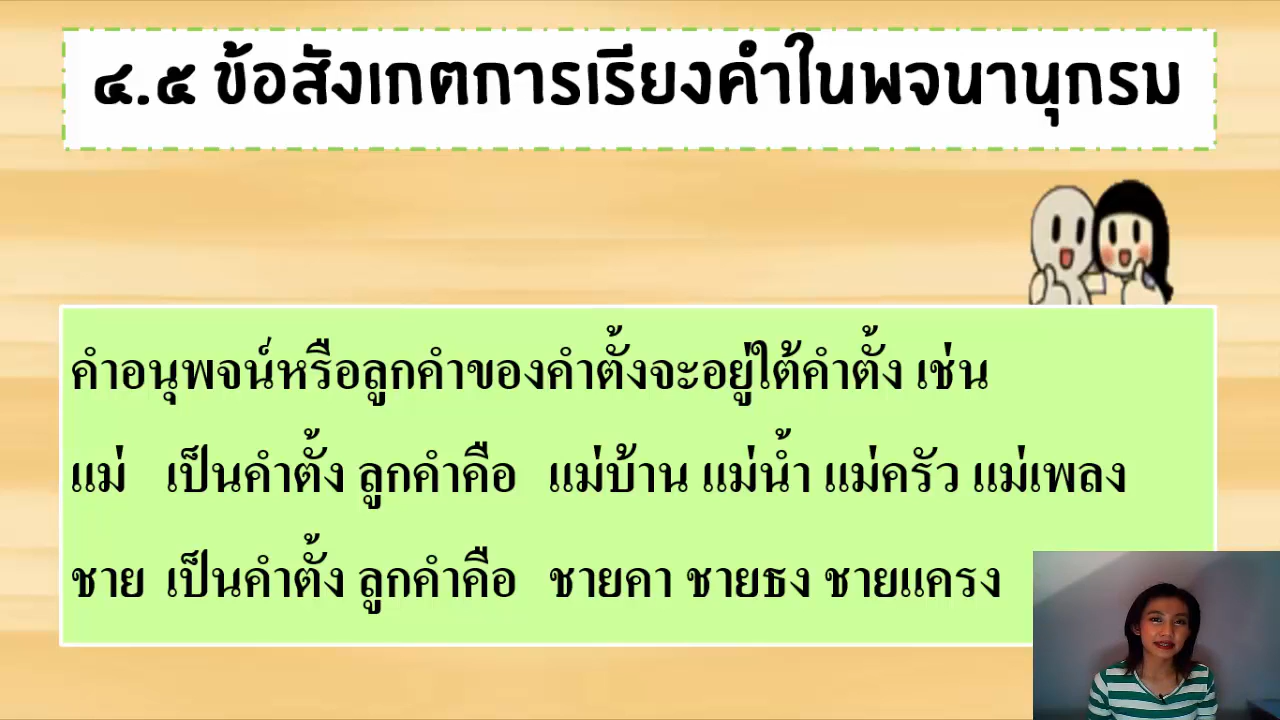 ๔.๕ ข้อสังเกตการเรียงคำในพจนานุกรม
คำอนุพจน์หรือลูกคำของคำตั้งจะอยู่ใต้คำตั้ง เช่น
แม่ เป็นคำตั้ง ลูกคำคือ แม่บ้าน แม่น้ำ แม่ครัว แม่เพลง
ชาย เป็นคำตั้ง ลูกคำคือ ชายคา ชายธง ชายแครง